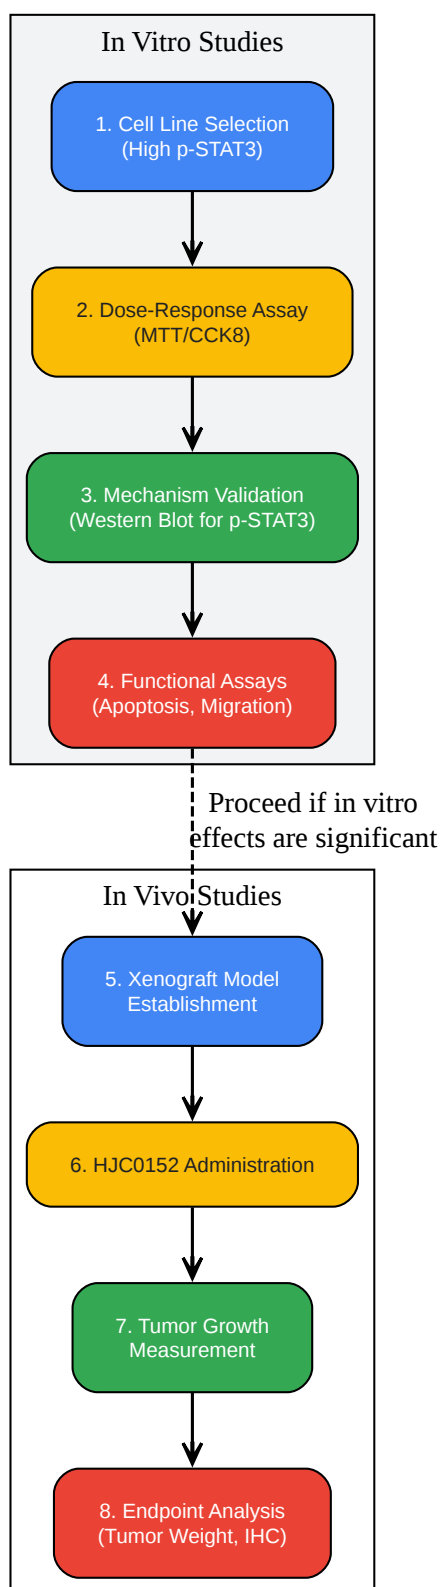 In Vitro Studies
1. Cell Line Selection
(High p-STAT3)
2. Dose-Response Assay
(MTT/CCK8)
3. Mechanism Validation
(Western Blot for p-STAT3)
4. Functional Assays
(Apoptosis, Migration)
Proceed if in vitro
effects are significant
In Vivo Studies
5. Xenograft Model
Establishment
6. HJC0152 Administration
7. Tumor Growth
Measurement
8. Endpoint Analysis
(Tumor Weight, IHC)